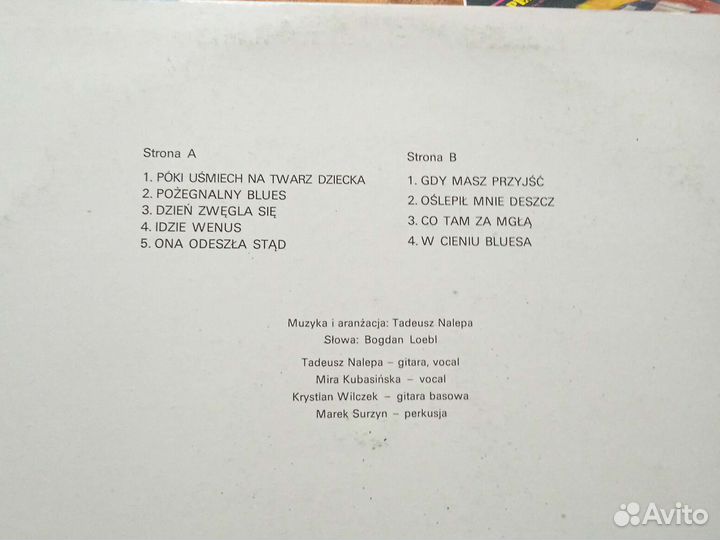 Strona A
1. PÓKI UŚMIECH NA TWARZ DZIECKA
2. POŻEGNALNY BLUES
3. DZIEŃ ZWĘGLA SIĘ
4. IDZIE WENUS
5. ONA ODESZŁA STĄD
Strona B
1. GDY MASZ PRZYJŚĆ
2. OŚLEPIŁ MNIE DESZCZ
3. CO TAM ZA MGŁĄ
4. W CIENIU BLUESA
Muzyka i aranżacja: Tadeusz Nalepa
Słowa: Bogdan Loebl
Tadeusz Nalepa – gitara, vocal
Mira Kubasińska – vocal
Krystian Wilczek – gitara basowa
Marek Surzyn – perkusja
Avito